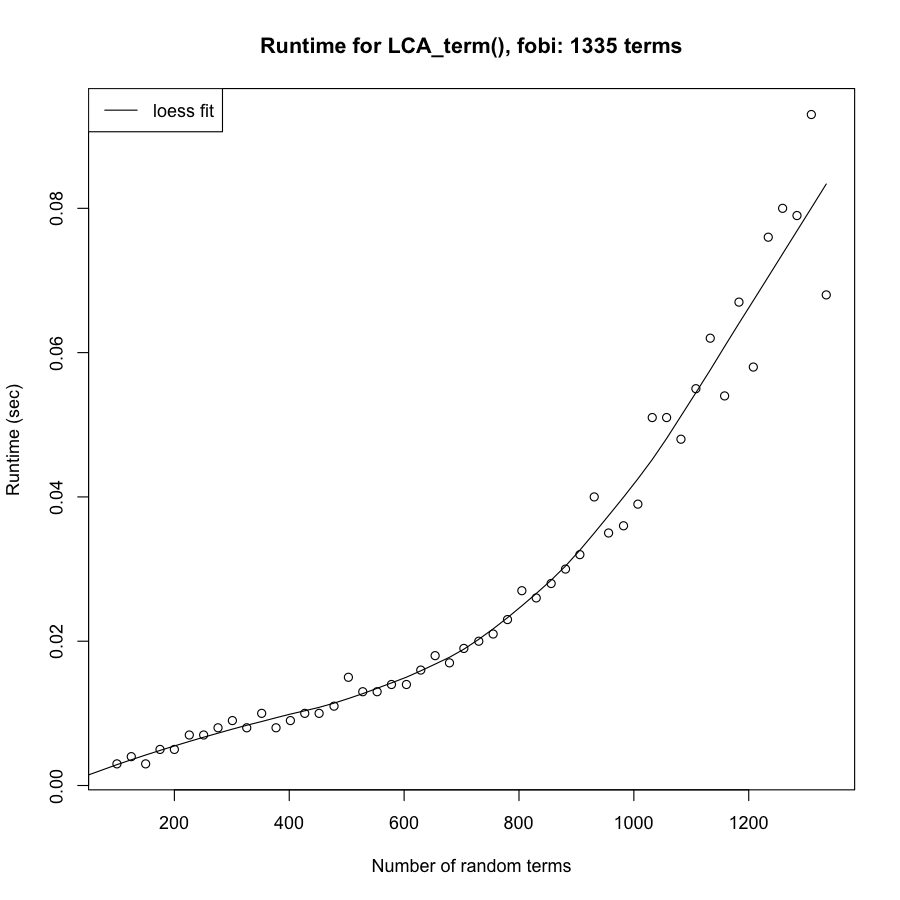 Runtime for LCA_term(), fobi: 1335 terms
loess fit
Runtime (sec)
0.08
0.06
0.04
0.02
0.00
200 400 600 800 1000 1200
Number of random terms